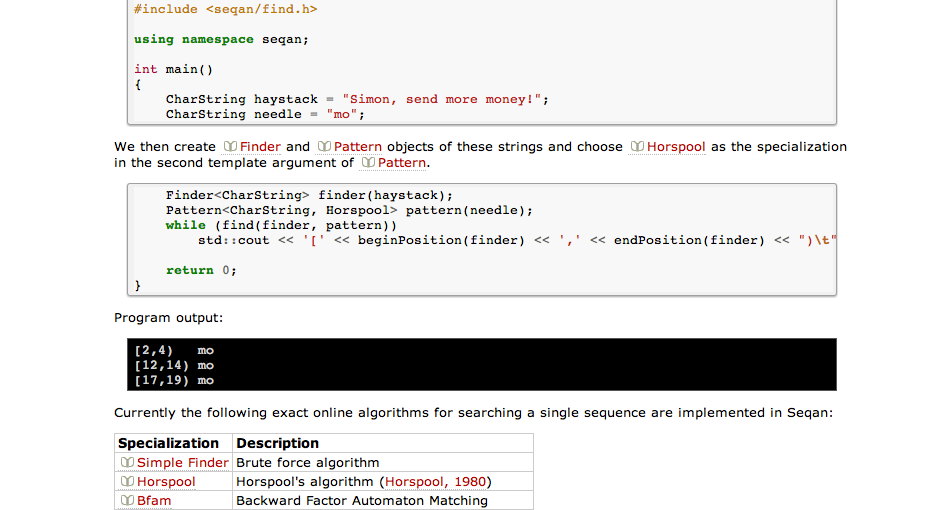 #include <seqan/find.h>
using namespace seqan;
int main()
{
CharString haystack = "Simon, send more money!";
CharString needle = "mo";
We then create Finder and Pattern objects of these strings and choose Horspool as the specialization
in the second template argument of Pattern.
Finder<CharString> finder(haystack);
Pattern<CharString, Horspool> pattern(needle);
while (find(finder, pattern))
std::cout << '[' << beginPosition(finder) << ',' << endPosition(finder) << ")\t"
return 0;
}
Program output:
[2,4) mo
[12,14) mo
[17,19) mo
Currently the following exact online algorithms for searching a single sequence are implemented in Seqan:
Specialization Description
Simple Finder Brute force algorithm
Horspool Horspool's algorithm (Horspool, 1980)
Bfam Backward Factor Automaton Matching